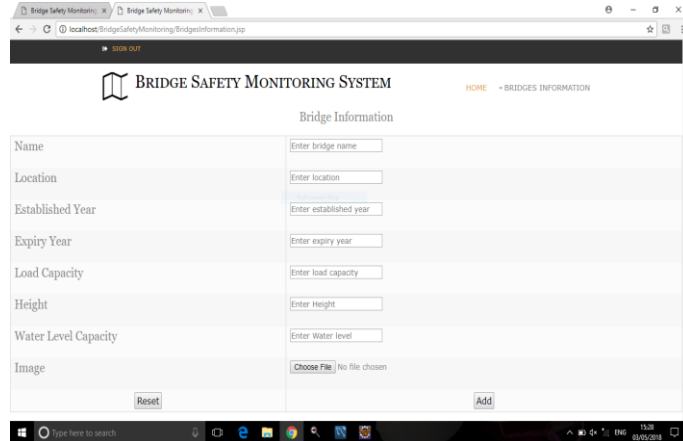 Bridge Safety Monitoring × Bridge Safety Monitoring ×
localhost/BridgeSafetyMonitoring/BridgesInformation.jsp
SIGN OUT
BRIDGE SAFETY MONITORING SYSTEM
HOME BRIDGES INFORMATION
Bridge Information
Name Enter bridge name
Location Enter location
Established Year Enter established year
Expiry Year Enter expiry year
Load Capacity Enter load capacity
Height Enter Height
Water Level Capacity Enter Water level
Image Choose File No file chosen
Reset Add
Type here to search ENG 15:20
03/05/2018